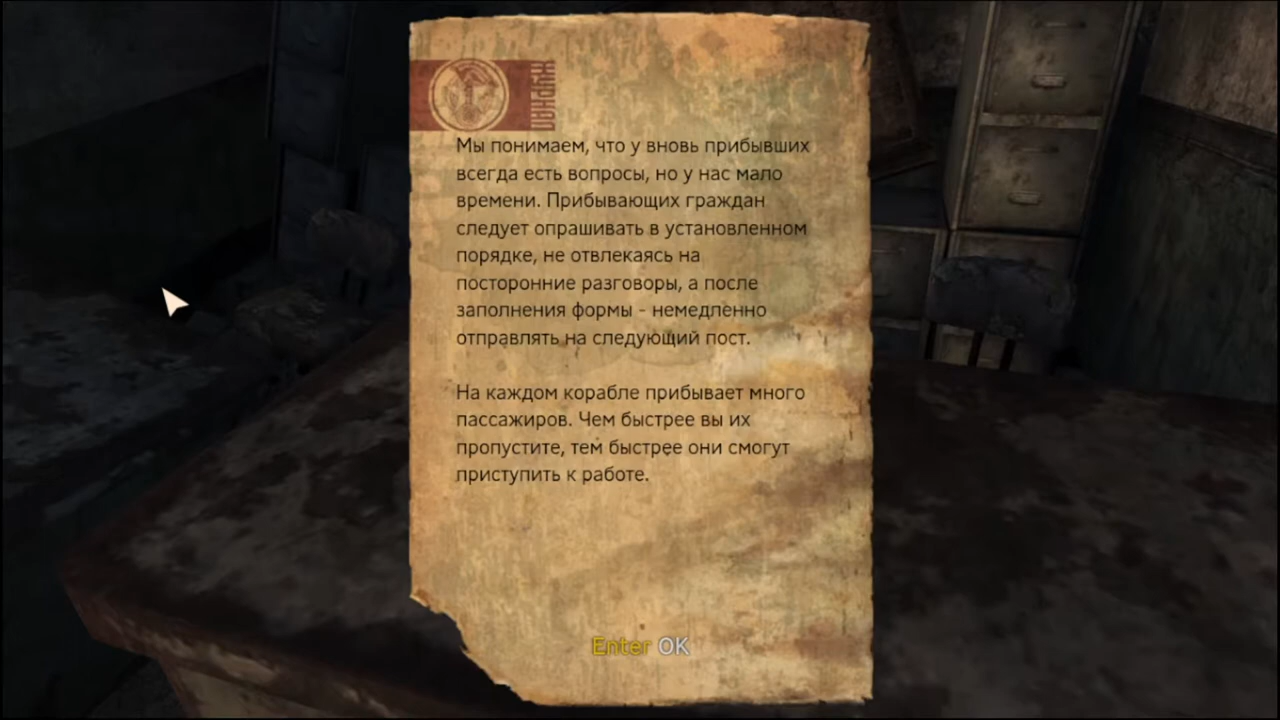 ЖУРНАЛ
Мы понимаем, что у вновь прибывших
всегда есть вопросы, но у нас мало
времени. Прибывающих граждан
следует опрашивать в установленном
порядке, не отвлекаясь на
посторонние разговоры, а после
заполнения формы - немедленно
отправлять на следующий пост.
На каждом корабле прибывает много
пассажиров. Чем быстрее вы их
пропустите, тем быстрее они смогут
приступить к работе.
Enter OK